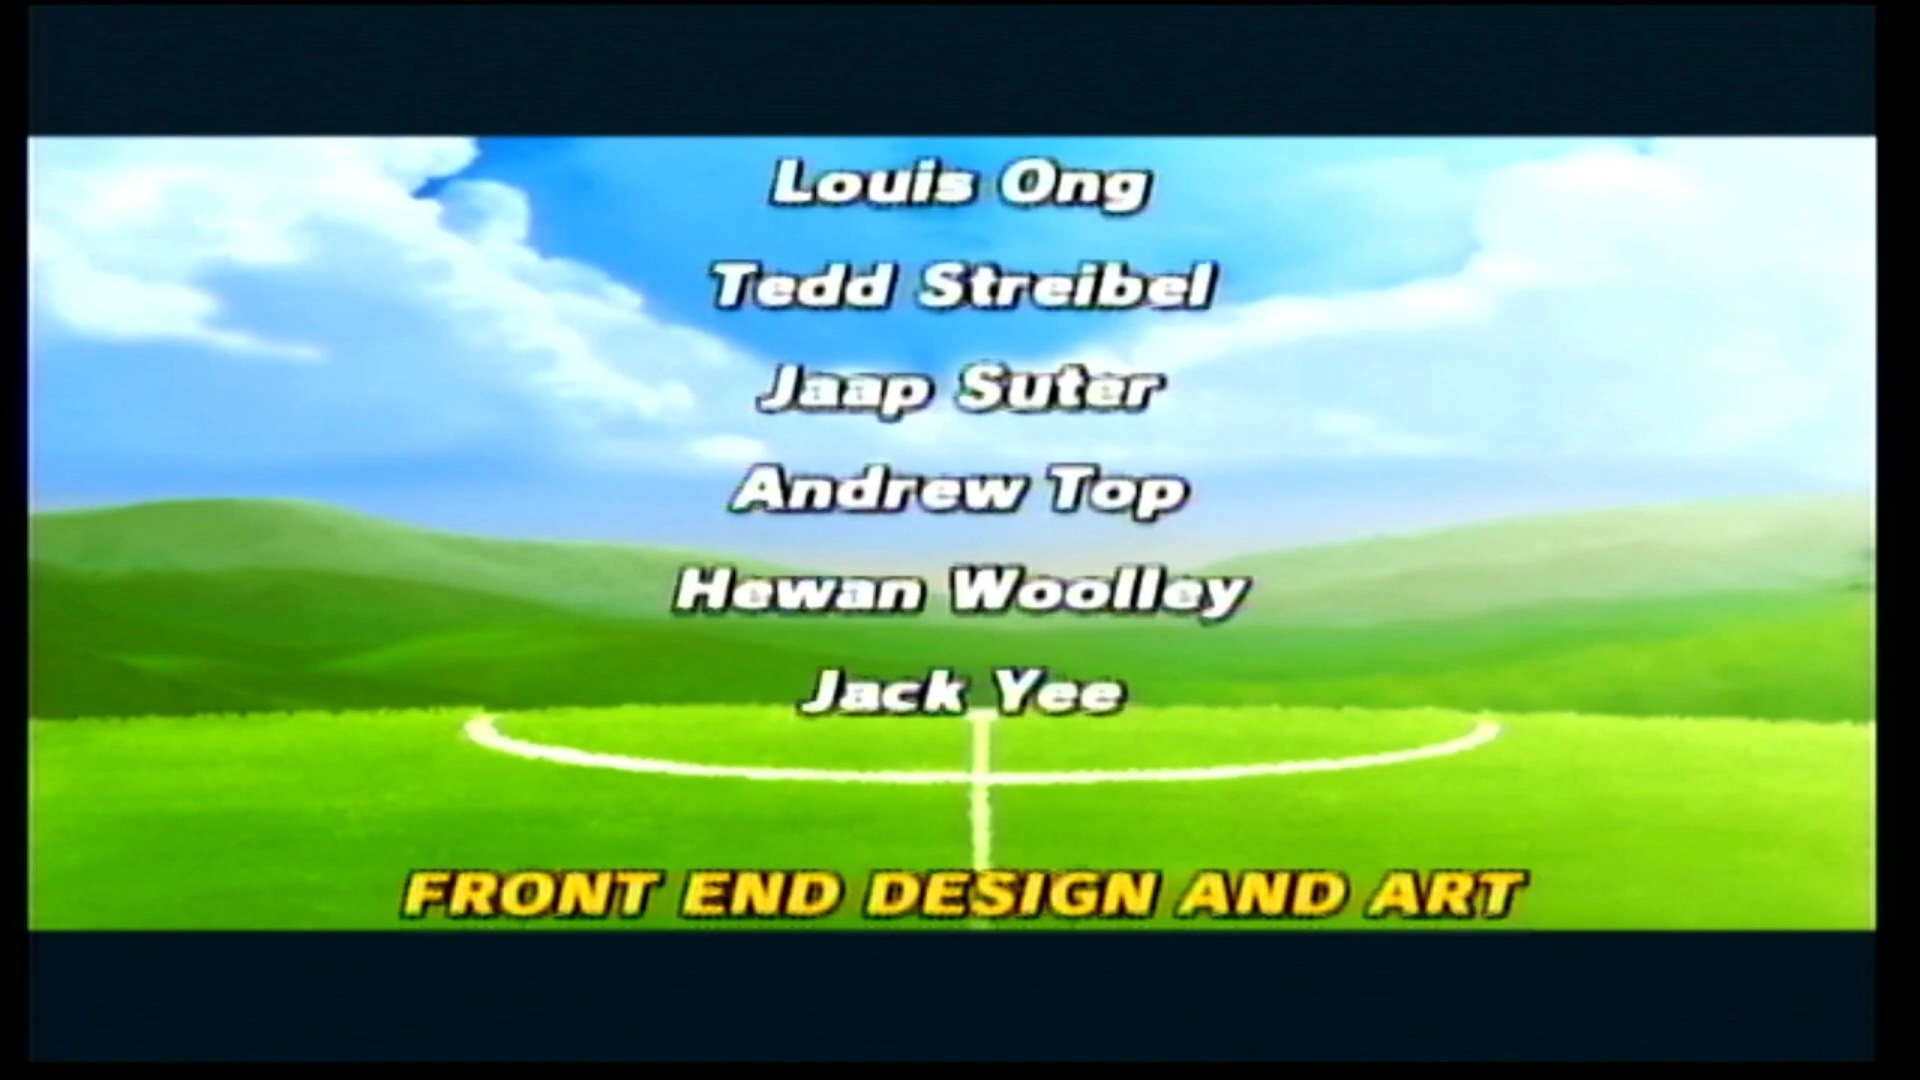 Louis Ong
Tedd Streibel
Jaap Suter
Andrew Top
Hewan Woolley
Jack Yee
FRONT END DESIGN AND ART